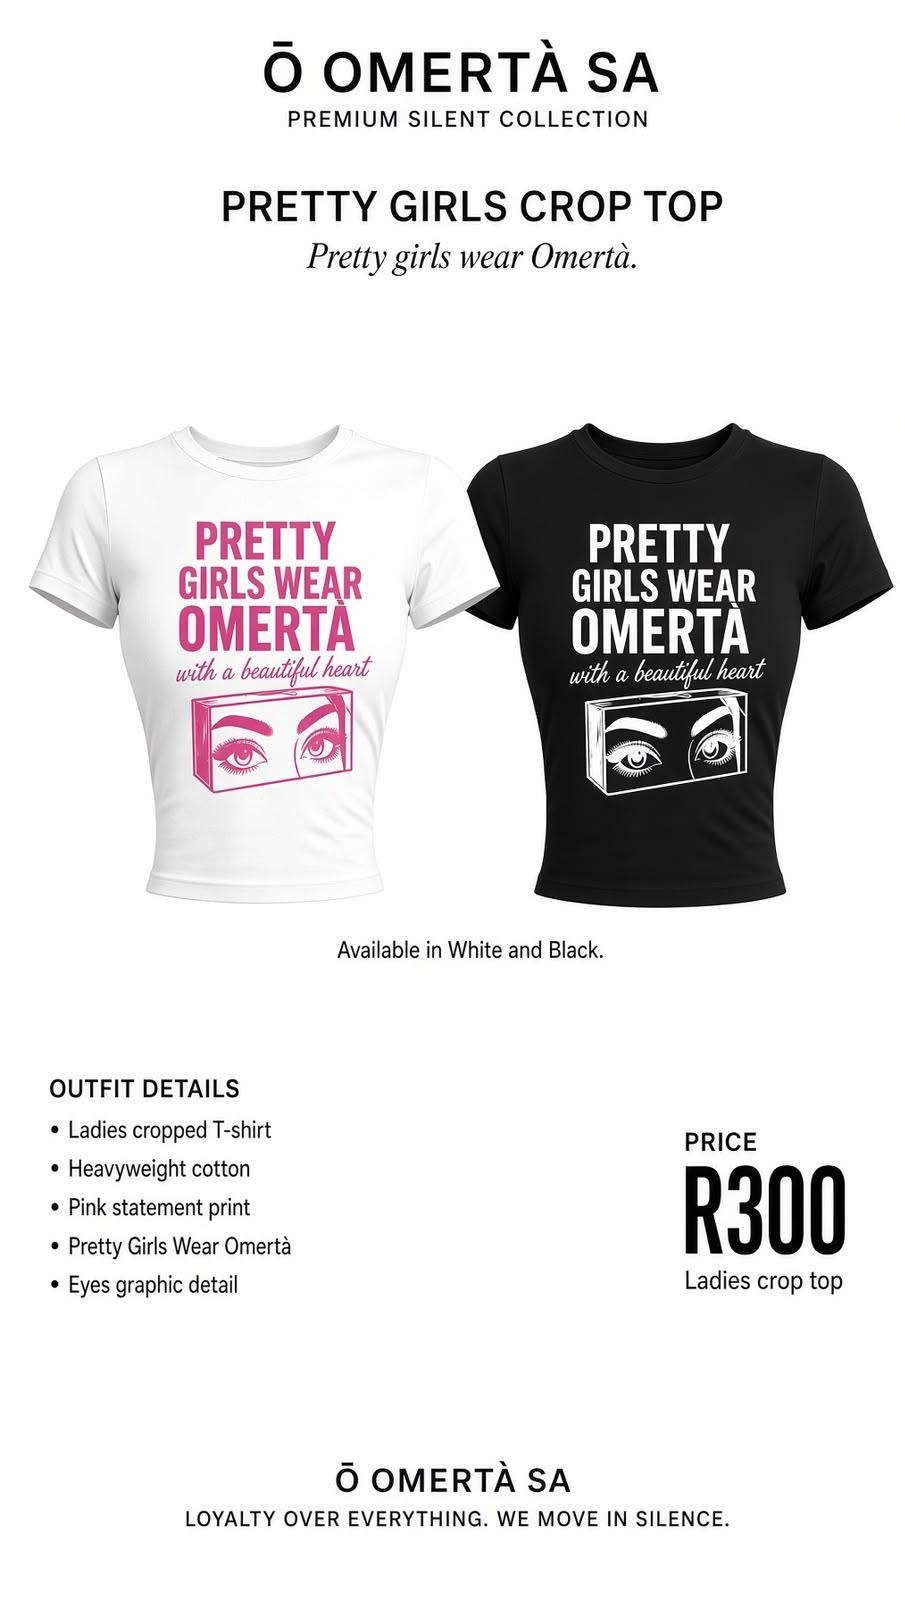 Ō OMERTÀ SA
PREMIUM SILENT COLLECTION
PRETTY GIRLS CROP TOP
Pretty girls wear Omertà.
PRETTY
GIRLS WEAR
OMERTÀ
with a beautiful heart
PRETTY
GIRLS WEAR
OMERTÀ
with a beautiful heart
Available in White and Black.
OUTFIT DETAILS
• Ladies cropped T-shirt
• Heavyweight cotton
• Pink statement print
• Pretty Girls Wear Omertà
• Eyes graphic detail
PRICE
R300
Ladies crop top
Ō OMERTÀ SA
LOYALTY OVER EVERYTHING. WE MOVE IN SILENCE.